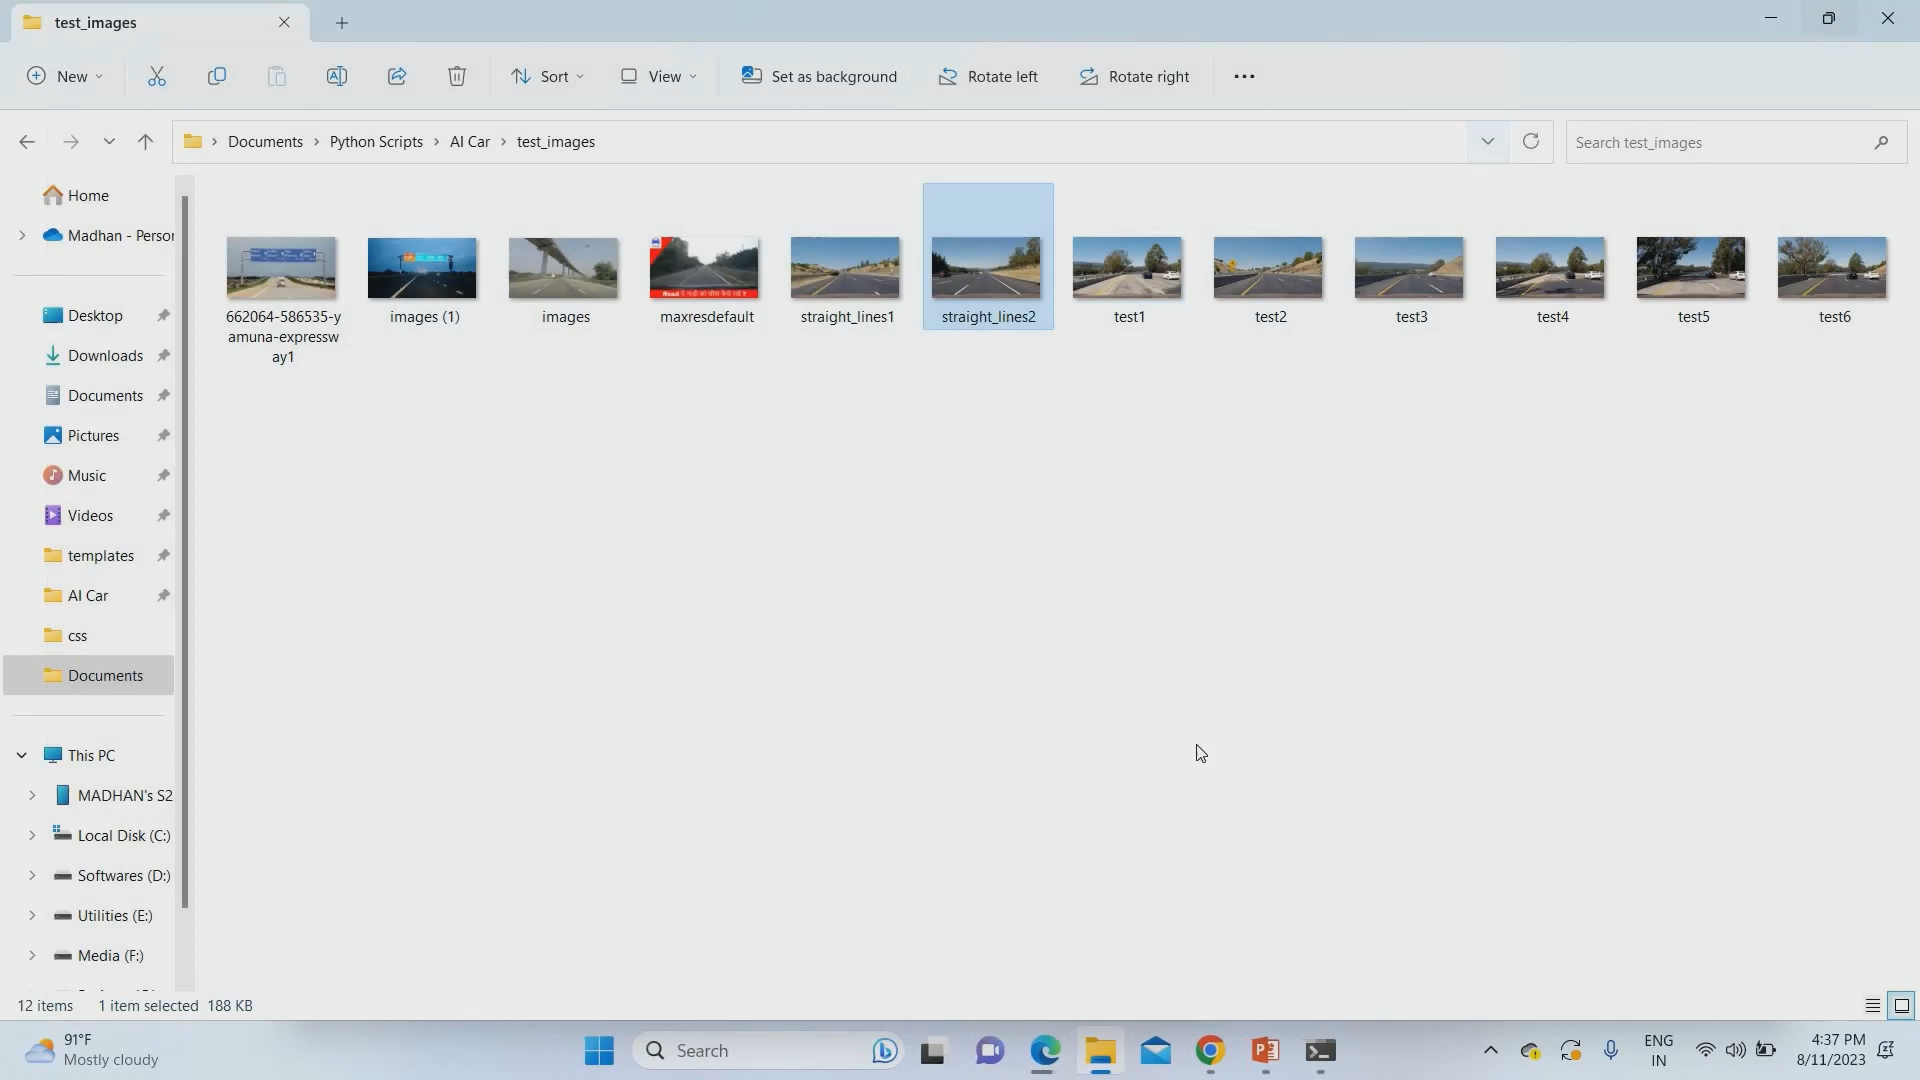 test_images
New
Sort
View
Set as background
Rotate left
Rotate right
Documents
Python Scripts
AI Car
test_images
Search test_images
Home
Madhan - Person
Desktop
Downloads
Documents
Pictures
Music
Videos
templates
AI Car
css
Documents
This PC
MADHAN's S2
Local Disk (C:)
Softwares (D:)
Utilities (E:)
Media (F:)
662064-586535-y
amuna-expressw
ay1
images (1)
images
maxresdefault
straight_lines1
straight_lines2
test1
test2
test3
test4
test5
test6
12 items
1 item selected 188 KB
91°F
Mostly cloudy
Search
ENG
IN
4:37 PM
8/11/2023